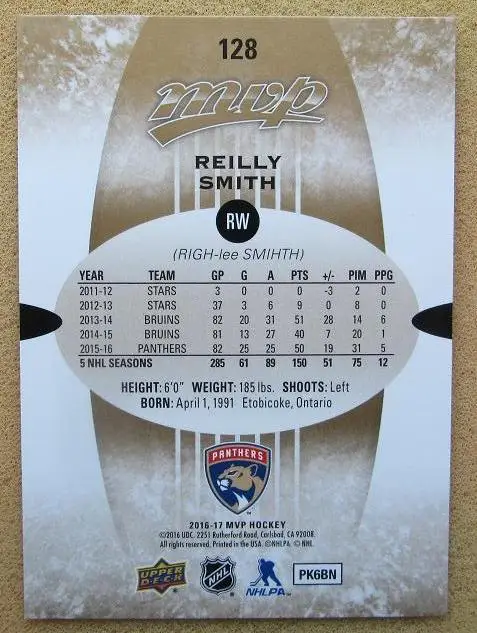 128
mvp
REILLY
SMITH
RW
(RIGH-lee SMIHTH)
YEAR TEAM GP G A PTS +/- PIM PPG
2011-12 STARS 3 0 0 0 -3 2 0
2012-13 STARS 37 3 6 9 0 8 0
2013-14 BRUINS 82 20 31 51 28 14 6
2014-15 BRUINS 81 13 27 40 7 20 1
2015-16 PANTHERS 82 25 25 50 19 31 5
5 NHL SEASONS 285 61 89 150 51 75 12
HEIGHT: 6'0" WEIGHT: 185 lbs. SHOOTS: Left
BORN: April 1, 1991 Etobicoke, Ontario
PANTHERS
2016-17 MVP HOCKEY
©2016 UDC. 2251 Rutherford Road, Carlsbad, CA 92008.
All rights reserved. Printed in the USA. ©NHLPA. © NHL.
UPPER
DECK
NHL
NHLPA
PK6BN